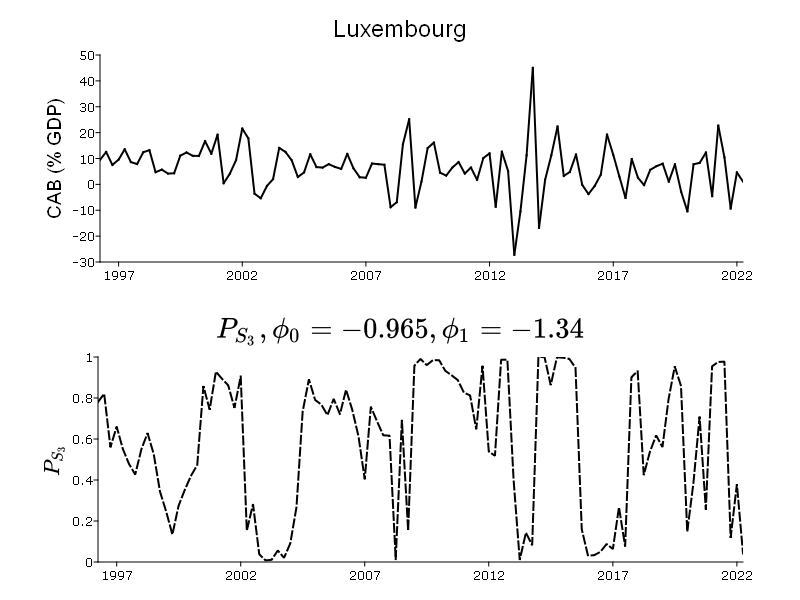 Luxembourg
CAB (% GDP)
50
40
30
20
10
0
−10
−20
−30
1997 2002 2007 2012 2017 2022
P_{S_3}, ϕ_0 = −0.965, ϕ_1 = −1.34
P_{S_3}
1
0.8
0.6
0.4
0.2
0
1997 2002 2007 2012 2017 2022